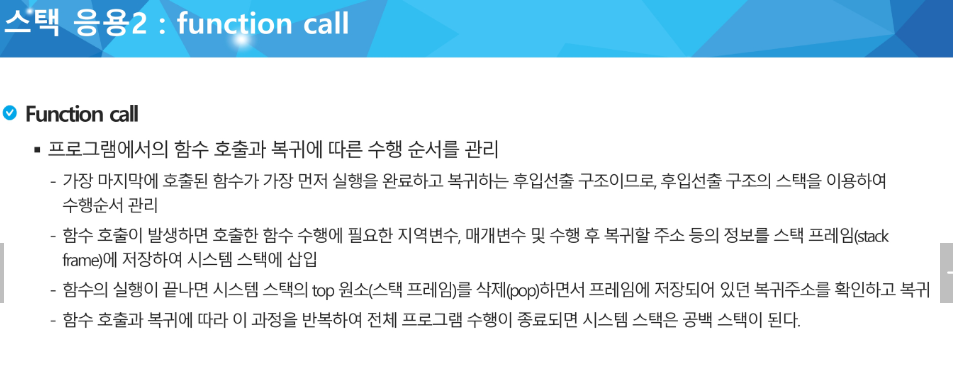 스택 응용2 : function call
Function call
▪ 프로그램에서의 함수 호출과 복귀에 따른 수행 순서를 관리
- 가장 마지막에 호출된 함수가 가장 먼저 실행을 완료하고 복귀하는 후입선출 구조이므로, 후입선출 구조의 스택을 이용하여
수행순서 관리
- 함수 호출이 발생하면 호출한 함수 수행에 필요한 지역변수, 매개변수 및 수행 후 복귀할 주소 등의 정보를 스택 프레임(stack
frame)에 저장하여 시스템 스택에 삽입
- 함수의 실행이 끝나면 시스템 스택의 top 원소(스택 프레임)를 삭제(pop)하면서 프레임에 저장되어 있던 복귀주소를 확인하고 복귀
- 함수 호출과 복귀에 따라 이 과정을 반복하여 전체 프로그램 수행이 종료되면 시스템 스택은 공백 스택이 된다.